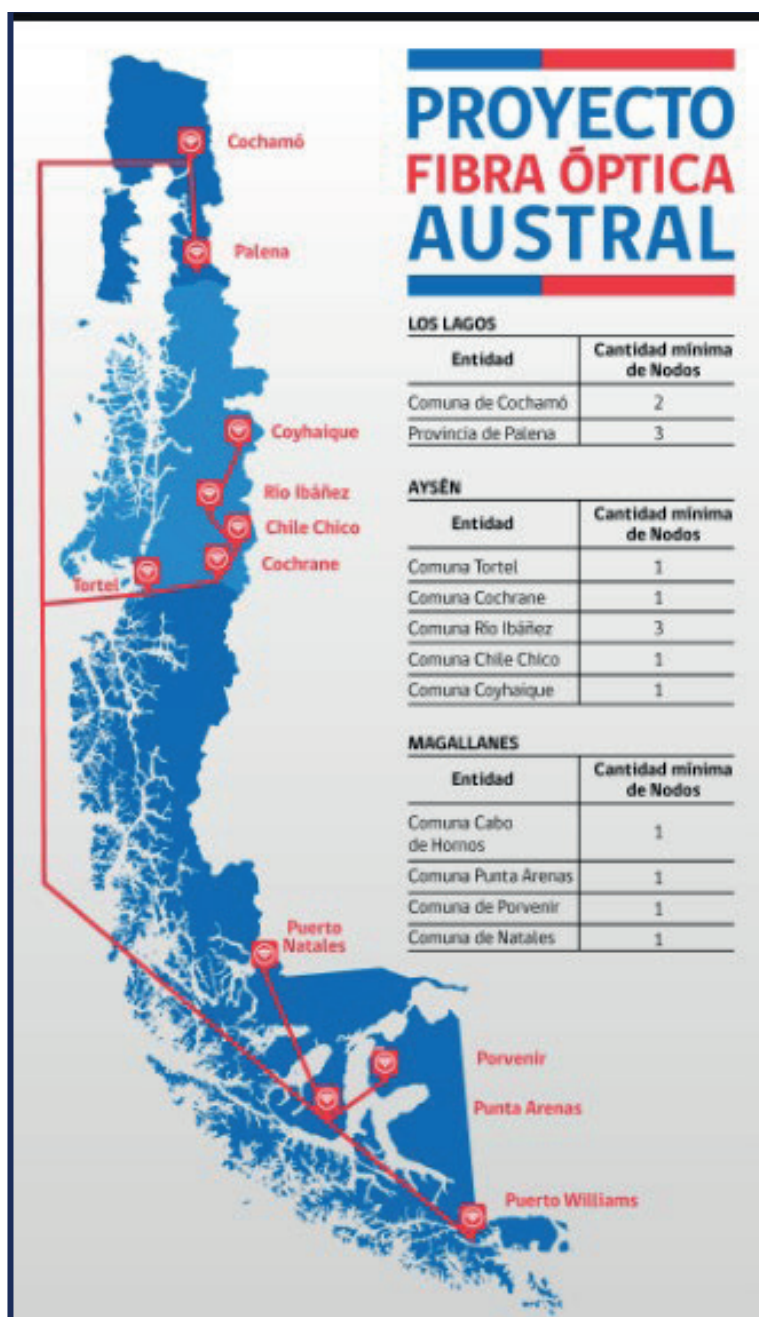 PROYECTO
FIBRA ÓPTICA
AUSTRAL
Cochamó
Palena
Coyhaique
Río Ibáñez
Chile Chico
Cochrane
Tortel
Puerto
Natales
Porvenir
Punta Arenas
Puerto Williams
LOS LAGOS
Entidad Cantidad mínima
de Nodos
Comuna de Cochamó 2
Provincia de Palena 3
AYSÉN
Entidad Cantidad mínima
de Nodos
Comuna Tortel 1
Comuna Cochrane 1
Comuna Río Ibáñez 3
Comuna Chile Chico 1
Comuna Coyhaique 1
MAGALLANES
Entidad Cantidad mínima
de Nodos
Comuna Cabo
de Hornos 1
Comuna Punta Arenas 1
Comuna de Porvenir 1
Comuna de Natales 1